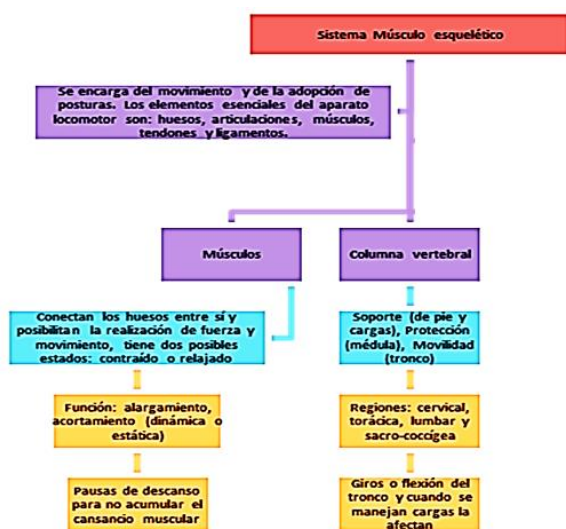 Sistema Músculo esquelético
Se encarga del movimiento y de la adopción de
posturas. Los elementos esenciales del aparato
locomotor son: huesos, articulaciones, músculos,
tendones y ligamentos.
Músculos
Columna vertebral
Conectan los huesos entre sí y
posibilitan la realización de fuerza y
movimiento, tiene dos posibles
estados: contraído o relajado
Soporte (de pie y
cargas), Protección
(médula), Movilidad
(tronco)
Función: alargamiento,
acortamiento (dinámica o
estática)
Regiones: cervical,
torácica, lumbar y
sacro-coccígea
Pausas de descanso
para no acumular el
cansancio muscular
Giros o flexión del
tronco y cuando se
manejan cargas la
afectan